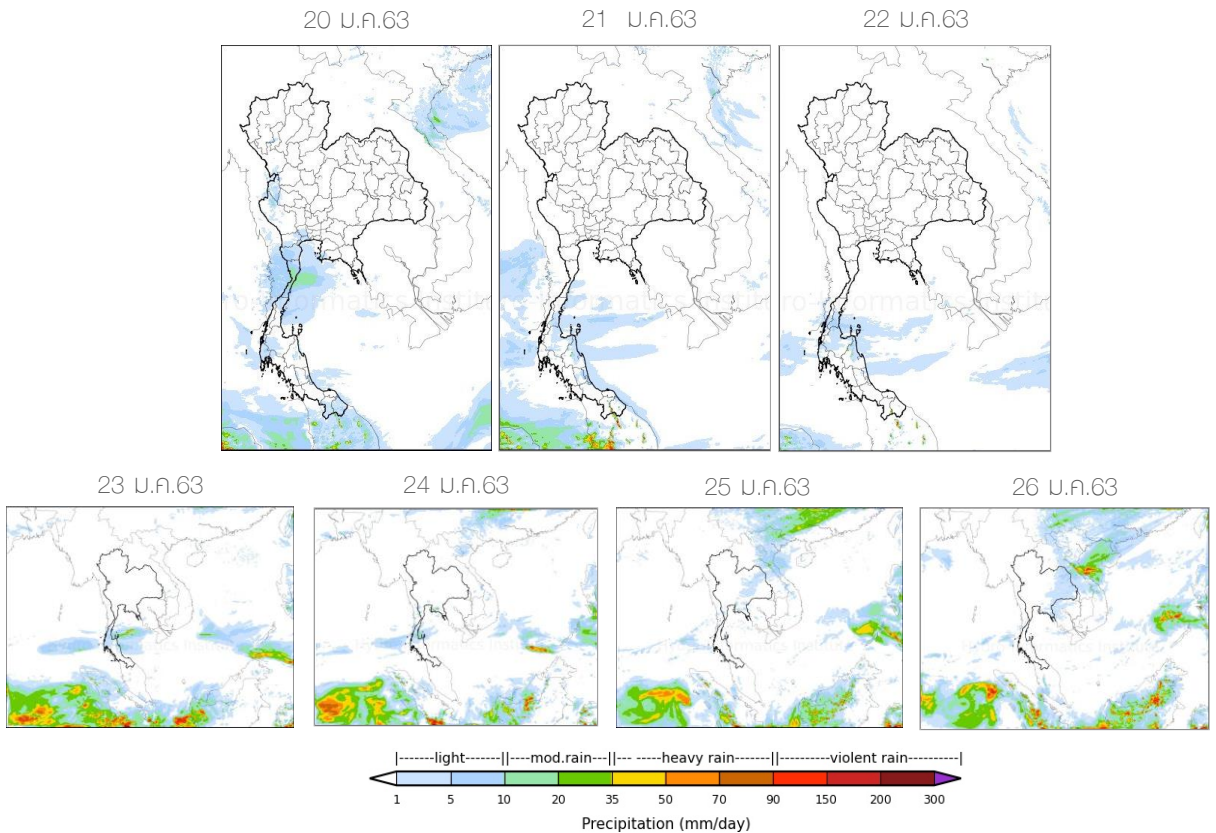 20 ม.ค.63
21 ม.ค.63
22 ม.ค.63
23 ม.ค.63
24 ม.ค.63
25 ม.ค.63
26 ม.ค.63
|------light-------||----mod.rain---||-- -----heavy rain---------||-------violent rain-------|
1 5 10 20 35 50 70 90 150 200 300
Precipitation (mm/day)